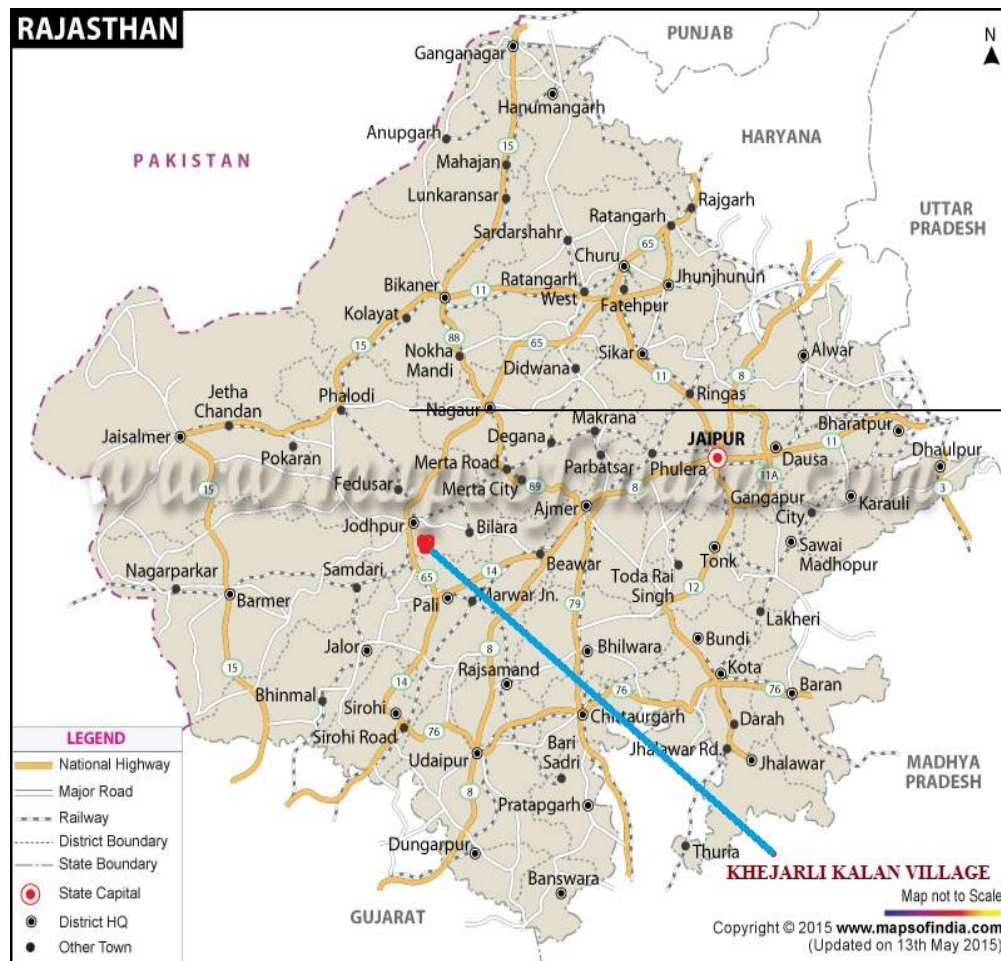 RAJASTHAN
PUNJAB
N
Ganganagar
Hanumangarh
HARYANA
Anupgarh
PAKISTAN
15
Mahajan
Lunkaransar
Rajgarh
Ratangarh
UTTAR
PRADESH
Sardarshahr
65
Churu
Jhunjhunun
Bikaner
11
Ratangarh
West
Fatehpur
Kolayat
15
88
65
Nokha
Mandi
Sikar
Alwar
Didwana
11
8
Jetha
Chandan
Phalodi
Ringas
Nagaur
Makrana
Bharatpur
Jaisalmer
Degana
JAIPUR
11
Pokaran
Dausa
Dhaulpur
Merta Road
Parbatsar
Phulera
www.mapsofindia.com
11A
Fedusar
Merta City
89
8
3
15
Gangapur
City
Karauli
Ajmer
Jodhpur
Bilara
Sawai
Madhopur
Tonk
Beawar
Nagarparkar
Samdari
14
Toda Rai
Singh
65
12
Barmer
Pali
Marwar Jn.
79
Lakheri
Bundi
Jalor
8
Bhilwara
15
Rajsamand
Kota
14
76
76
Baran
Bhinmal
Sirohi
Chittaurgarh
Darah
Sirohi Road
76
Bari
Sadri
Jhalawar Rd.
LEGEND
Udaipur
Jhalawar
National Highway
MADHYA
PRADESH
8
Major Road
Pratapgarh
Railway
District Boundary
Dungarpur
Thuria
State Boundary
KHEJARLI KALAN VILLAGE
State Capital
Banswara
Map not to Scale
District HQ
GUJARAT
Copyright © 2015 www.mapsofindia.com
Other Town
(Updated on 13th May 2015)